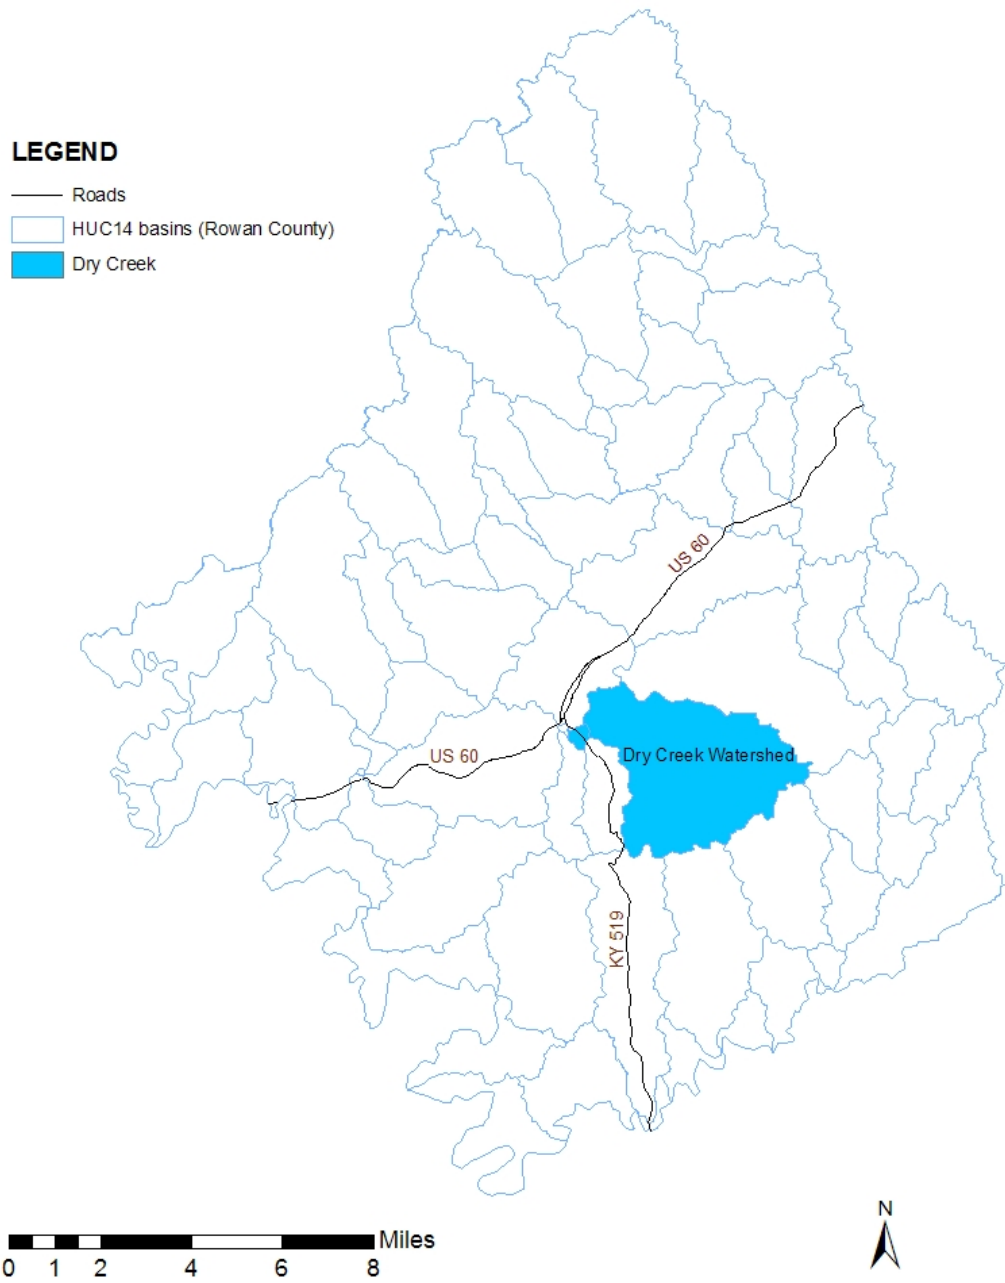 LEGEND
Roads
HUC14 basins (Rowan County)
Dry Creek
US 60
US 60
Dry Creek Watershed
KY 519
N
Miles
0 1 2 4 6 8